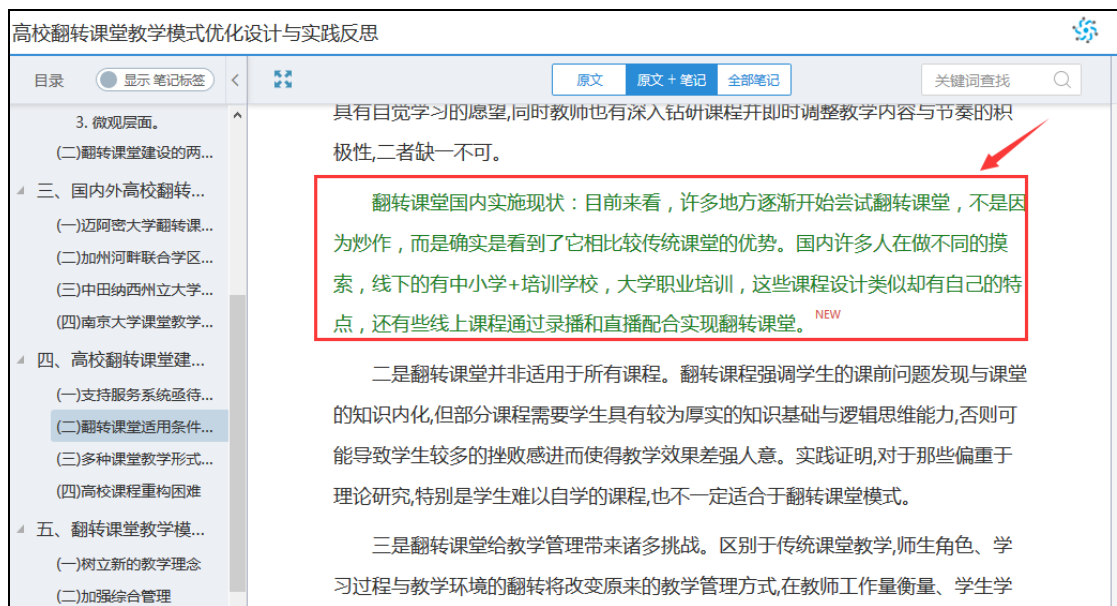 高校翻转课堂教学模式优化设计与实践反思
目录
显示 笔记标签
原文
原文 + 笔记
全部笔记
关键词查找
3. 微观层面。
(二)翻转课堂建设的两...
三、国内外高校翻转...
(一)迈阿密大学翻转课...
(二)加州河畔联合学区...
(三)中田纳西州立大学...
(四)南京大学课堂教学...
四、高校翻转课堂建...
(一)支持服务系统亟待...
(二)翻转课堂适用条件...
(三)多种课堂教学形式...
(四)高校课程重构困难
五、翻转课堂教学模...
(一)树立新的教学理念
(二)加强综合管理
具有自觉学习的愿望,同时教师也有深入钻研课程并即时调整教学内容与节奏的积
极性,二者缺一不可。
翻转课堂国内实施现状：目前来看，许多地方逐渐开始尝试翻转课堂，不是因
为炒作，而是确实是看到了它相比较传统课堂的优势。国内许多人在做不同的摸
索，线下的有中小学+培训学校，大学职业培训，这些课程设计类似却有自己的特
点，还有些线上课程通过录播和直播配合实现翻转课堂。 NEW
二是翻转课堂并非适用于所有课程。翻转课程强调学生的课前问题发现与课堂
的知识内化,但部分课程需要学生具有较为厚实的知识基础与逻辑思维能力,否则可
能导致学生较多的挫败感进而使得教学效果差强人意。实践证明,对于那些偏重于
理论研究,特别是学生难以自学的课程,也不一定适合于翻转课堂模式。
三是翻转课堂给教学管理带来诸多挑战。区别于传统课堂教学,师生角色、学
习过程与教学环境的翻转将改变原来的教学管理方式,在教师工作量衡量、学生学